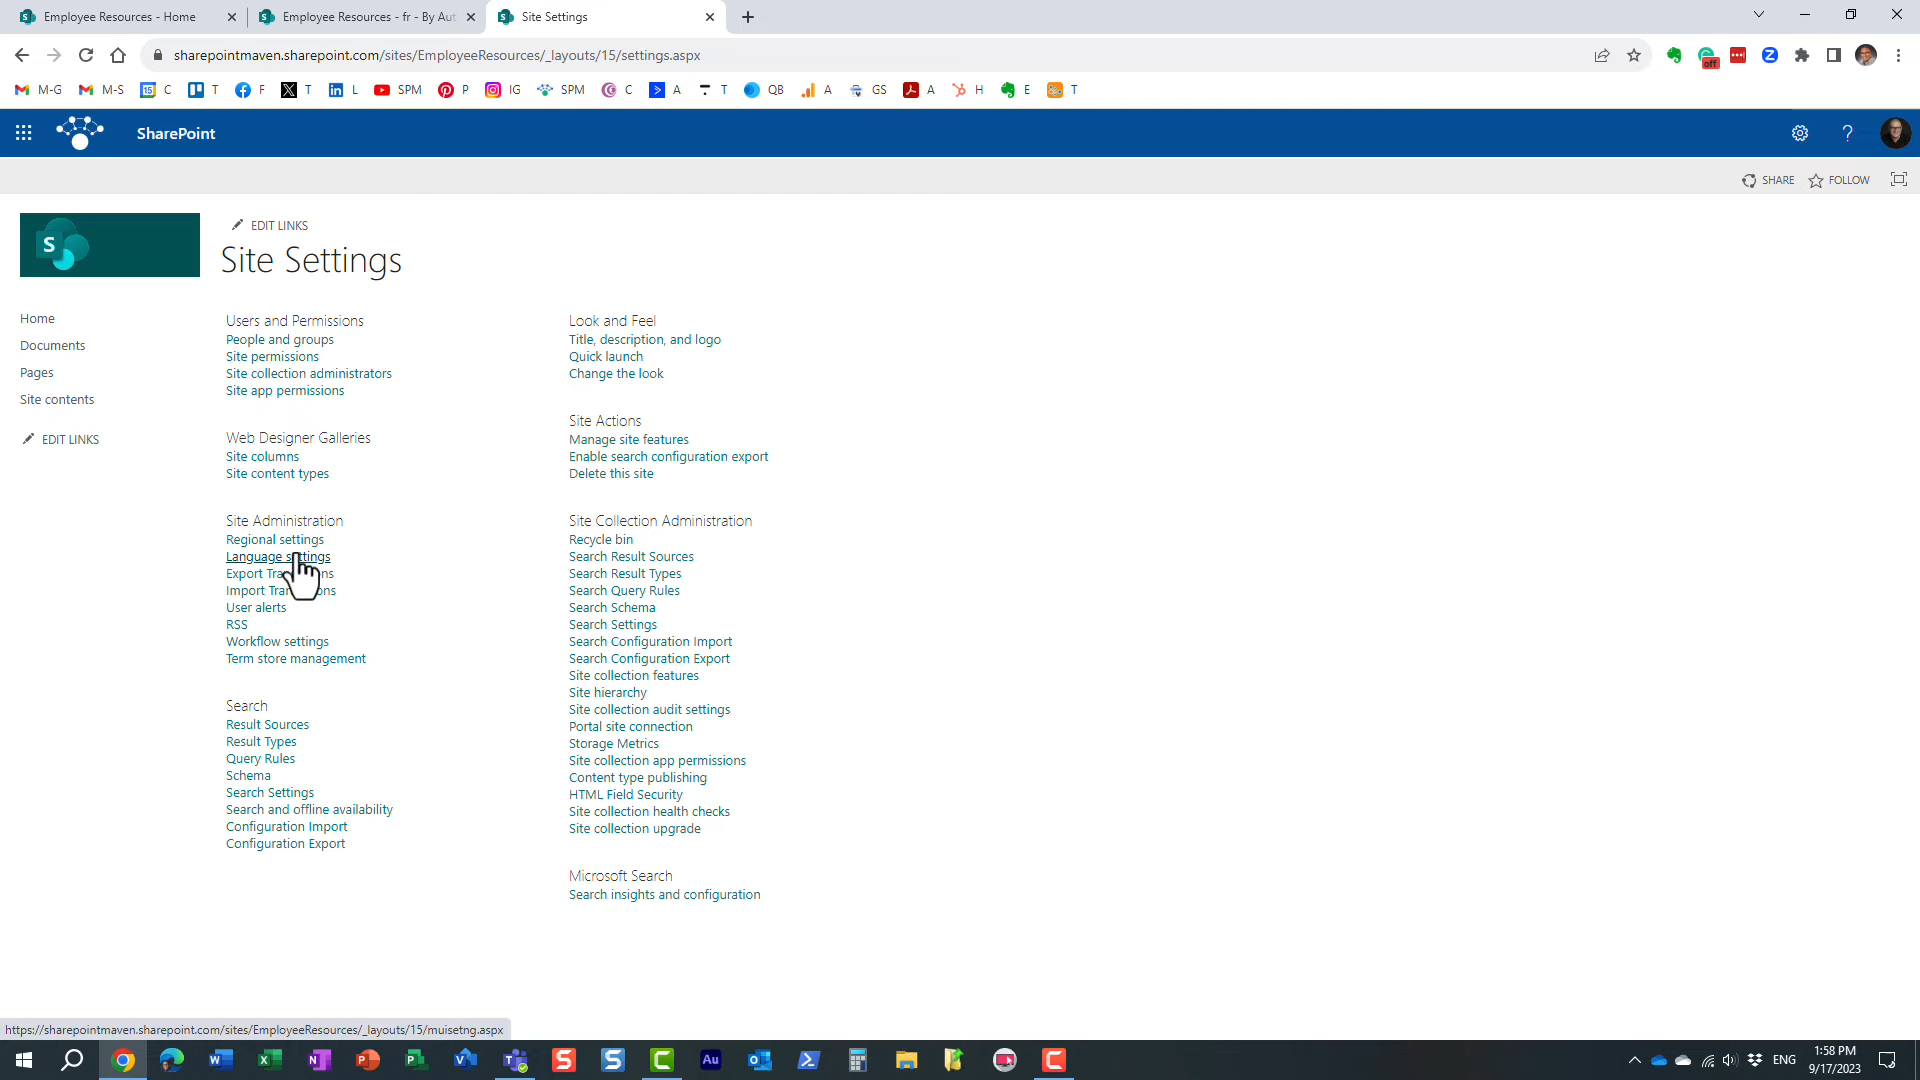 Employee Resources - Home
Employee Resources - fr - By Aut
Site Settings
sharepointmaven.sharepoint.com/sites/EmployeeResources/_layouts/15/settings.aspx
off
M-G
M-S
15
C
T
F
T
L
SPM
P
IG
SPM
C
A
T
QB
A
GS
A
H
E
T
SharePoint
SHARE
FOLLOW
S
EDIT LINKS
Site Settings
Home
Documents
Pages
Site contents
EDIT LINKS
Users and Permissions
People and groups
Site permissions
Site collection administrators
Site app permissions
Web Designer Galleries
Site columns
Site content types
Site Administration
Regional settings
Language settings
Export
Import
User alerts
RSS
Workflow settings
Term store management
Search
Result Sources
Result Types
Query Rules
Schema
Search Settings
Search and offline availability
Configuration Import
Configuration Export
Look and Feel
Title, description, and logo
Quick launch
Change the look
Site Actions
Manage site features
Enable search configuration export
Delete this site
Site Collection Administration
Recycle bin
Search Result Sources
Search Result Types
Search Query Rules
Search Schema
Search Settings
Search Configuration Import
Search Configuration Export
Site collection features
Site hierarchy
Site collection audit settings
Portal site connection
Storage Metrics
Site collection app permissions
Content type publishing
HTML Field Security
Site collection health checks
Site collection upgrade
Microsoft Search
Search insights and configuration
https://sharepointmaven.sharepoint.com/sites/EmployeeResources/_layouts/15/muisetng.aspx
ENG
1:58 PM
9/17/2023